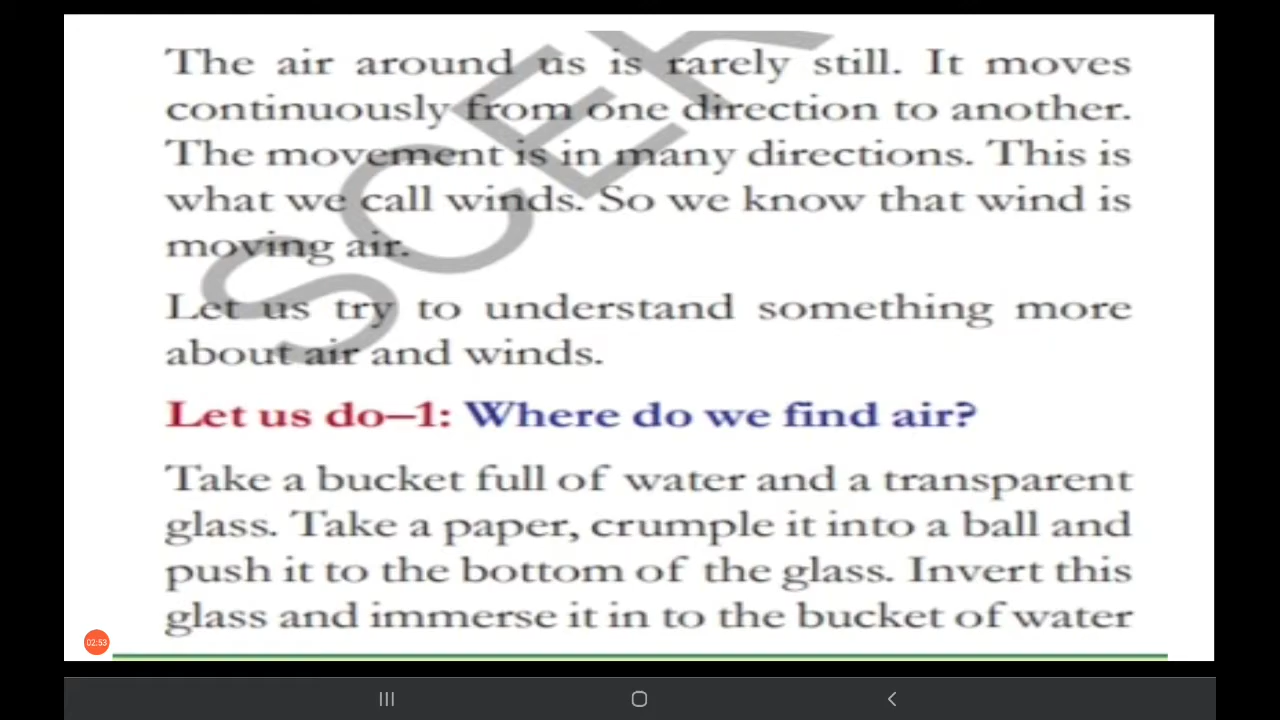 The air around us is rarely still. It moves
continuously from one direction to another.
The movement is in many directions. This is
what we call winds. So we know that wind is
moving air.
Let us try to understand something more
about air and winds.
Let us do–1: Where do we find air?
Take a bucket full of water and a transparent
glass. Take a paper, crumple it into a ball and
push it to the bottom of the glass. Invert this
glass and immerse it in to the bucket of water
02:53